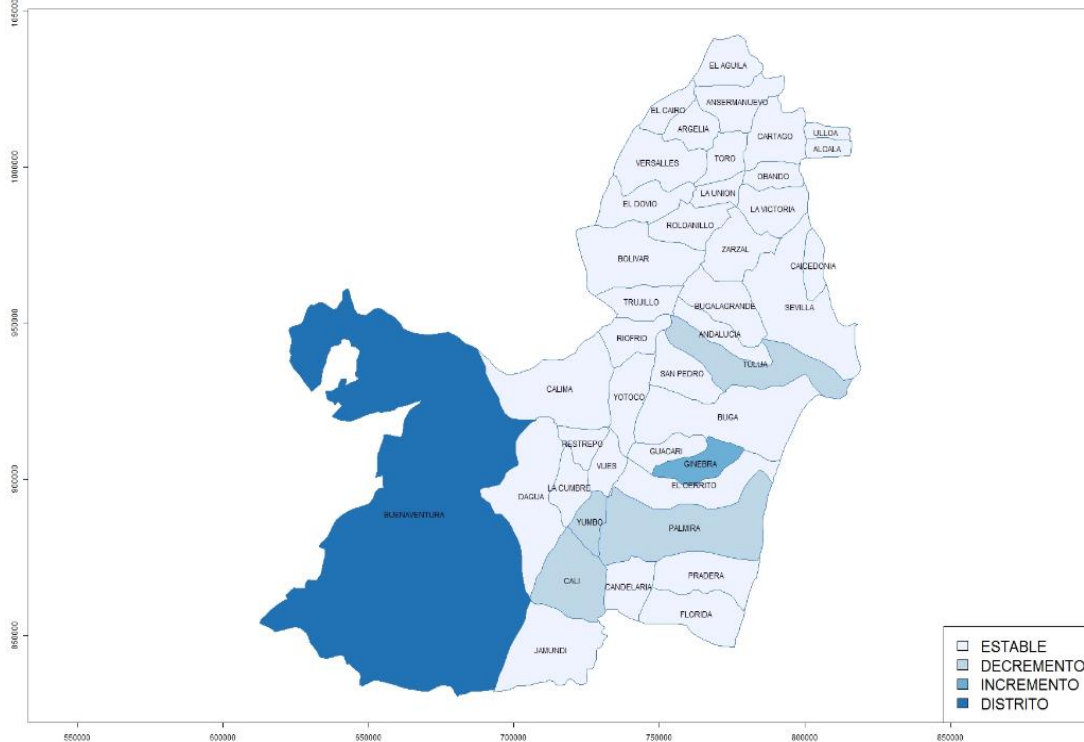 1050000
EL AGUILA
ANSERMANUEVO
EL CAIRO
ARGELIA
CARTAGO
ULLOA
ALCALA
VERSALLES
TORO
1000000
OBANDO
LA UNION
EL DOVIO
LA VICTORIA
ROLDANILLO
ZARZAL
BOLIVAR
CAICEDONIA
TRUJILLO
BUGALAGRANDE
SEVILLA
950000
ANDALUCIA
RIOFRIO
TULUA
SAN PEDRO
CALIMA
YOTOCO
BUGA
RESTREPO
GUACARI
VIJES
GINEBRA
900000
EL CERRITO
LA CUMBRE
DAGUA
BUENAVENTURA
YUMBO
PALMIRA
CALI
CANDELARIA
PRADERA
FLORIDA
850000
JAMUNDI
ESTABLE
DECREMENTO
INCREMENTO
DISTRITO
550000 600000 650000 700000 750000 800000 850000